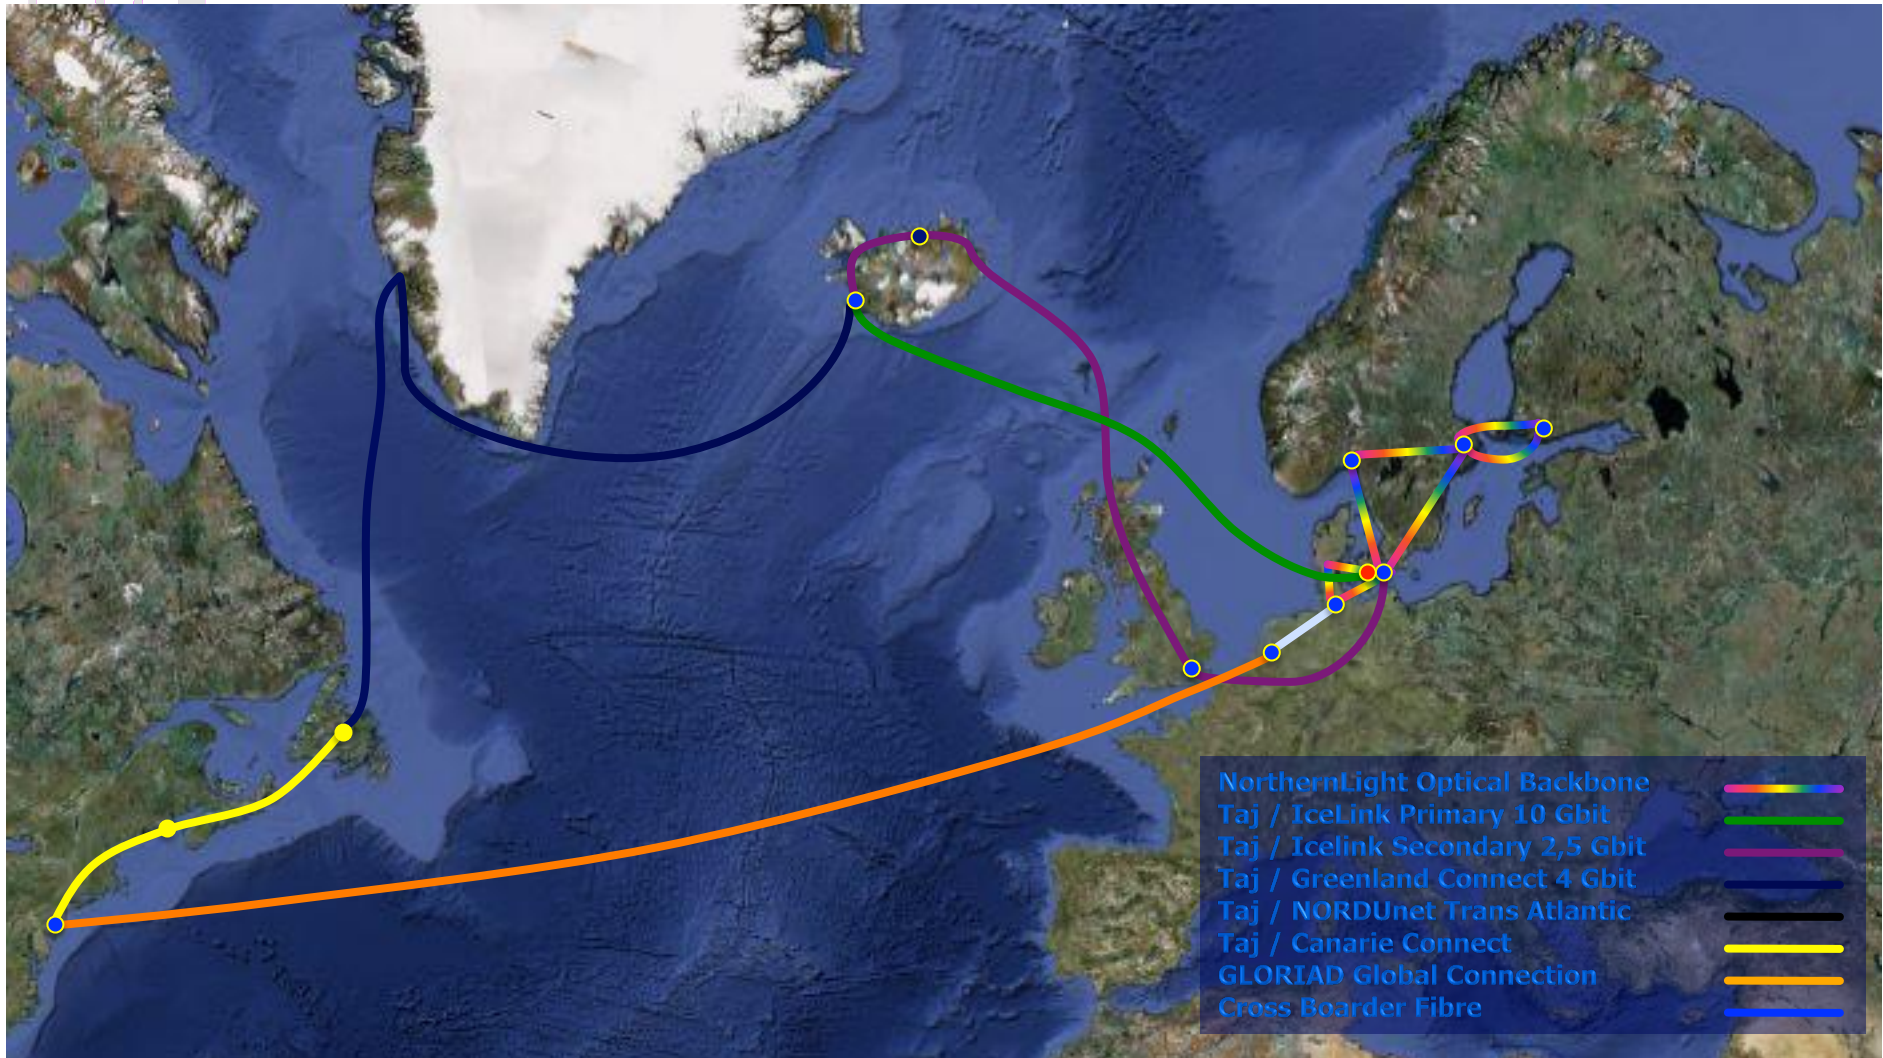 NorthernLight Optical Backbone
Taj / IceLink Primary 10 Gbit
Taj / Icelink Secondary 2,5 Gbit
Taj / Greenland Connect 4 Gbit
Taj / NORDUnet Trans Atlantic
Taj / Canarie Connect
GLORIAD Global Connection
Cross Boarder Fibre